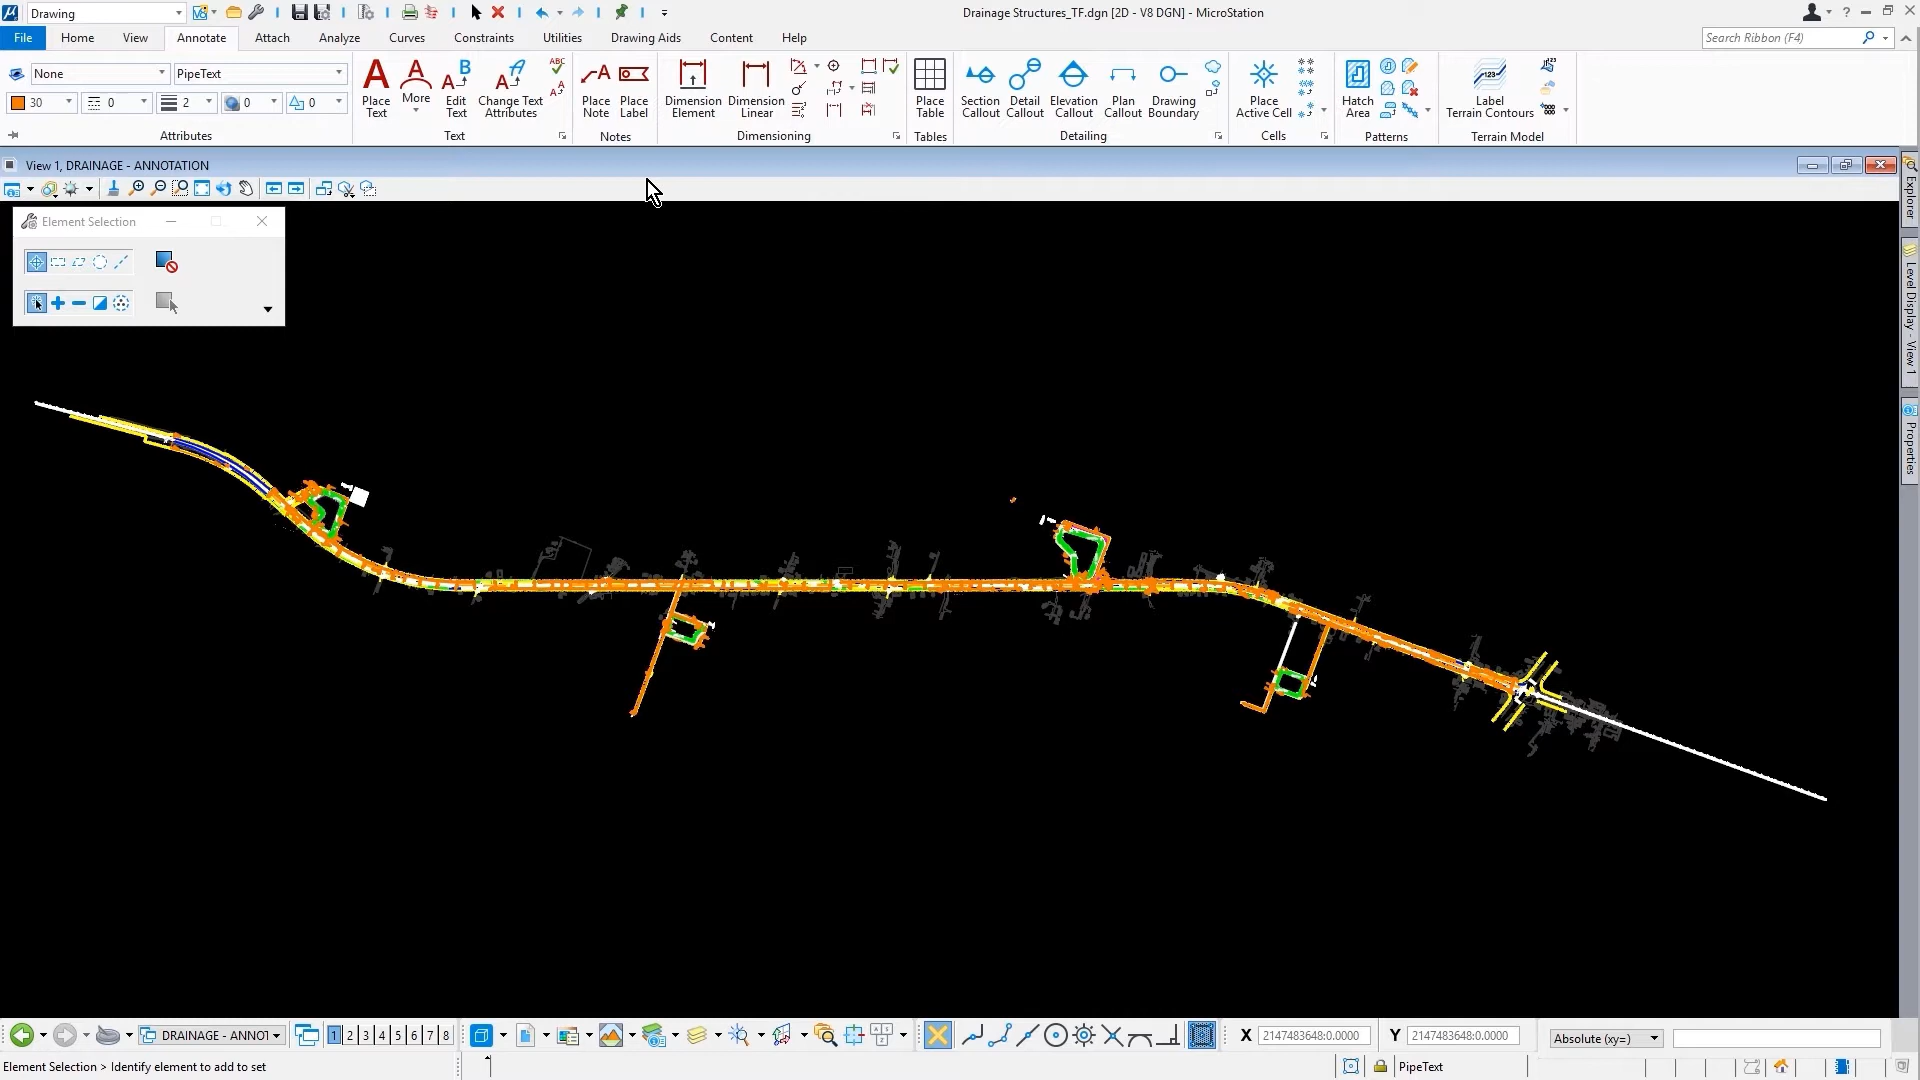 Drawing
Drainage Structures_TF.dgn [2D - V8 DGN] - MicroStation
File Home View Annotate Attach Analyze Curves Constraints Utilities Drawing Aids Content Help
Search Ribbon (F4)
None PipeText
30 0 2 0 0
Attributes
Place Text
More
Edit Text
Change Text Attributes
ABC
Text
Place Note
Place Label
Notes
Dimension Element
Dimension Linear
Dimensioning
Place Table
Tables
Section Callout
Detail Callout
Elevation Callout
Plan Callout
Drawing Boundary
Detailing
Place Active Cell
Cells
Hatch Area
Patterns
Label Terrain Contours
Terrain Model
View 1, DRAINAGE - ANNOTATION
Element Selection
Explorer
Level Display - View 1
Properties
DRAINAGE - ANNOT
1 2 3 4 5 6 7 8
X 2147483648:0.0000
Y 2147483648:0.0000
Absolute (xy=)
Element Selection > Identify element to add to set
PipeText